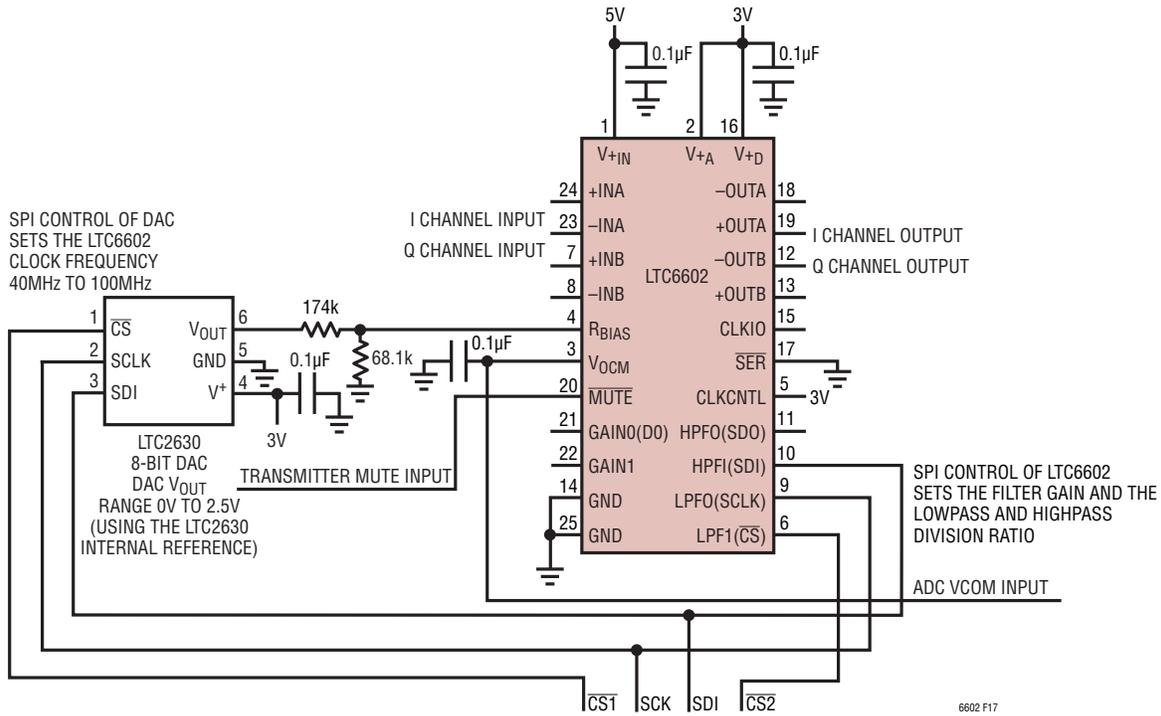 5V
3V
0.1µF
0.1µF
1
2
16
V+IN
V+A
V+D
24
+INA
–OUTA
18
I CHANNEL INPUT
23
–INA
+OUTA
19
I CHANNEL OUTPUT
Q CHANNEL INPUT
7
+INB
–OUTB
12
Q CHANNEL OUTPUT
LTC6602
8
–INB
+OUTB
13
SPI CONTROL OF DAC
SETS THE LTC6602
CLOCK FREQUENCY
40MHz TO 100MHz
174k
4
RBIAS
CLKIO
15
1
CS
VOUT
6
2
SCLK
GND
5
3
SDI
V+
4
0.1µF
68.1k
3V
0.1µF
3
VOCM
SER
17
20
MUTE
CLKCNTL
5
3V
21
GAIN0(D0)
HPFO(SDO)
11
22
GAIN1
HPFI(SDI)
10
14
GND
LPFO(SCLK)
9
25
GND
LPF1(CS)
6
LTC2630
8-BIT DAC
DAC VOUT
RANGE 0V TO 2.5V
(USING THE LTC2630
INTERNAL REFERENCE)
TRANSMITTER MUTE INPUT
SPI CONTROL OF LTC6602
SETS THE FILTER GAIN AND THE
LOWPASS AND HIGHPASS
DIVISION RATIO
ADC VCOM INPUT
CS1
SCK
SDI
CS2
6602 F17